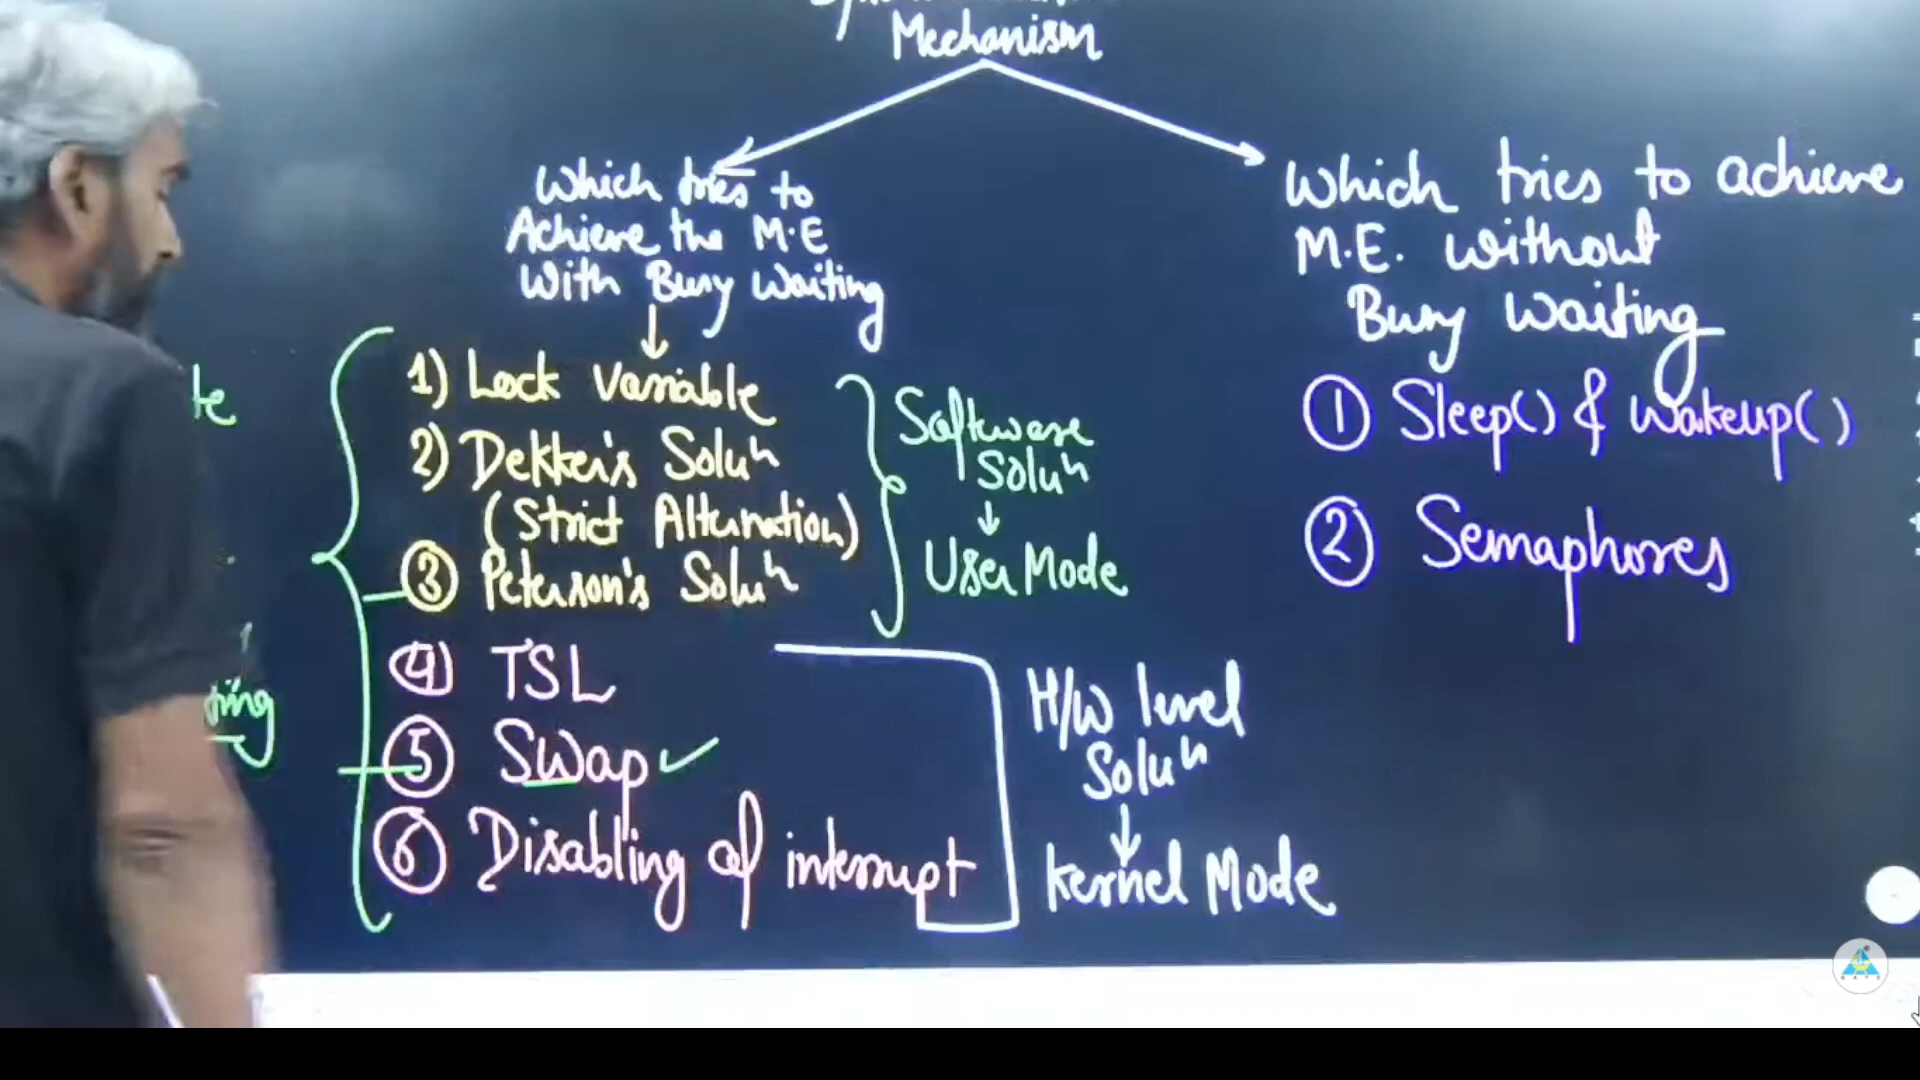 Mechanism
Which tries to
Achieve the M.E
With Busy Waiting
1) Lock Variable
2) Dekker's Soluⁿ
(Strict Alternation)
③ Peterson's Soluⁿ
④ TSL
⑤ Swap ✓
⑥ Disabling of interrupt
Software
Soluⁿ
↓
User Mode
H/W level
Soluⁿ
↓
Kernel Mode
Which tries to achieve
M.E. without
Busy Waiting
① Sleep() & Wakeup()
② Semaphores